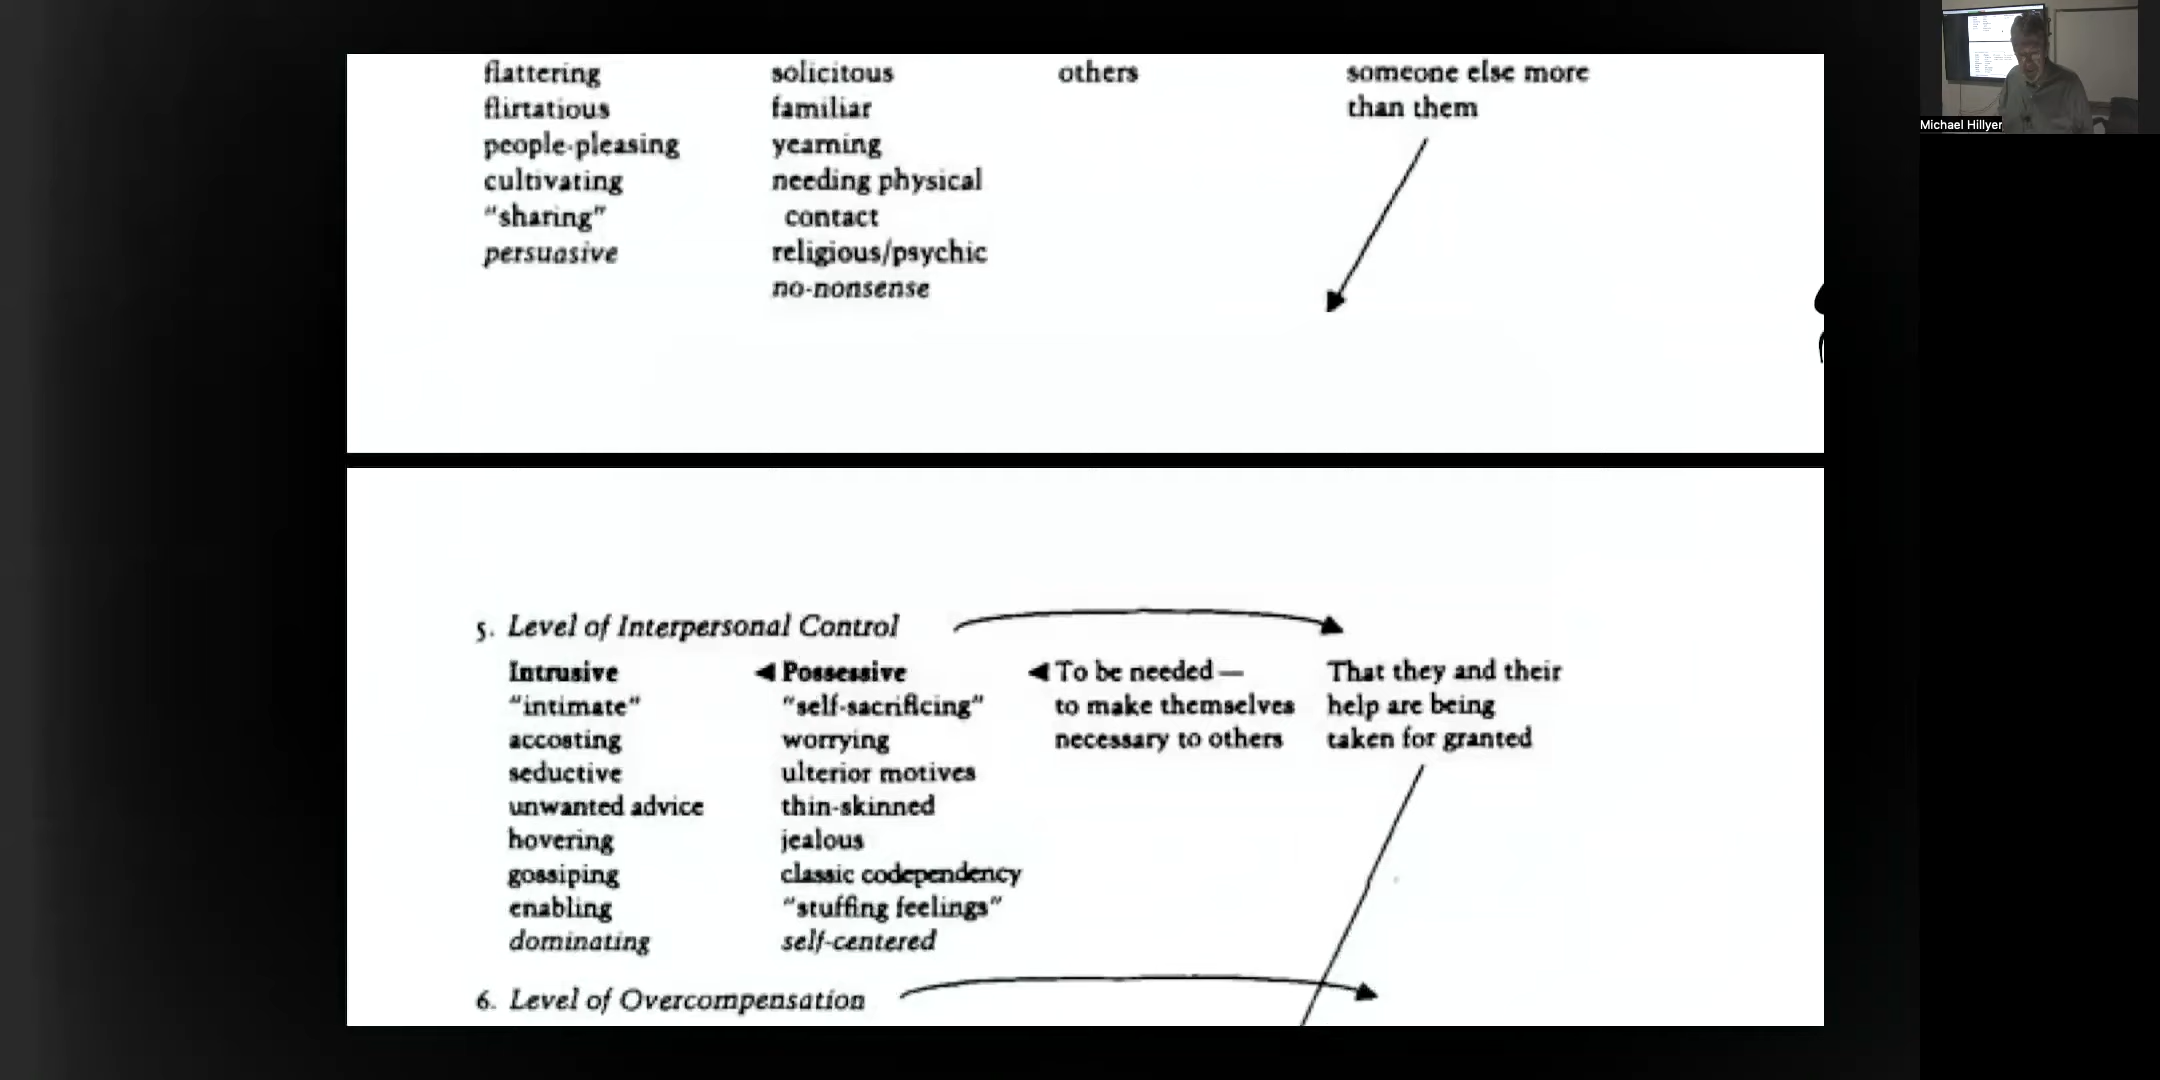 flattering solicitous others someone else more
flirtatious familiar than them
people-pleasing yearning
cultivating needing physical
"sharing" contact
persuasive religious/psychic
no-nonsense
5. Level of Interpersonal Control
Intrusive ◄ Possessive ◄ To be needed— That they and their
"intimate" "self-sacrificing" to make themselves help are being
accosting worrying necessary to others taken for granted
seductive ulterior motives
unwanted advice thin-skinned
hovering jealous
gossiping classic codependency
enabling "stuffing feelings"
dominating self-centered
6. Level of Overcompensation
Michael Hillyer